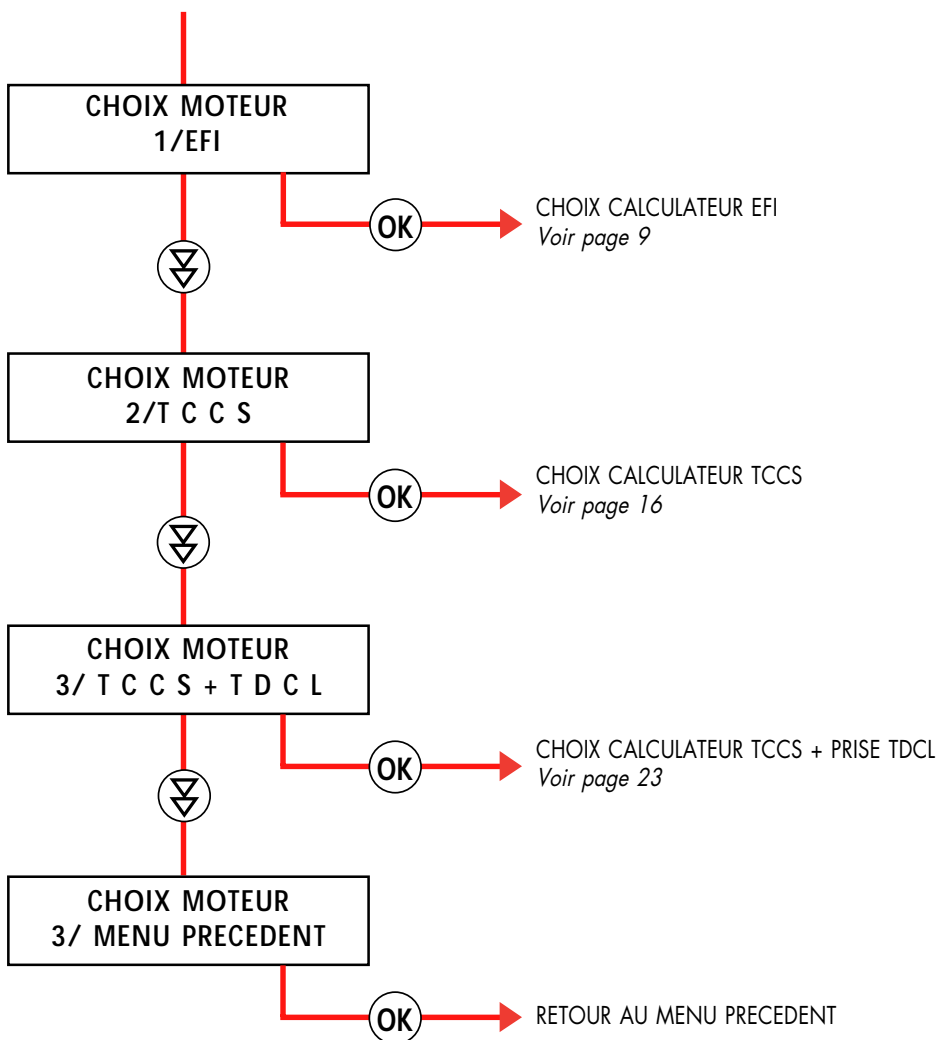 CHOIX MOTEUR
1/EFI
OK
CHOIX CALCULATEUR EFI
Voir page 9
CHOIX MOTEUR
2/T C C S
OK
CHOIX CALCULATEUR TCCS
Voir page 16
CHOIX MOTEUR
3/ T C C S + T D C L
OK
CHOIX CALCULATEUR TCCS + PRISE TDCL
Voir page 23
CHOIX MOTEUR
3/ MENU PRECEDENT
OK
RETOUR AU MENU PRECEDENT